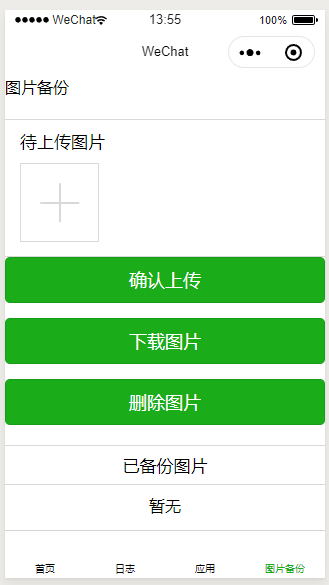 WeChat 13:55 100%
WeChat
图片备份
待上传图片
确认上传
下载图片
删除图片
已备份图片
暂无
首页 日志 应用 图片备份